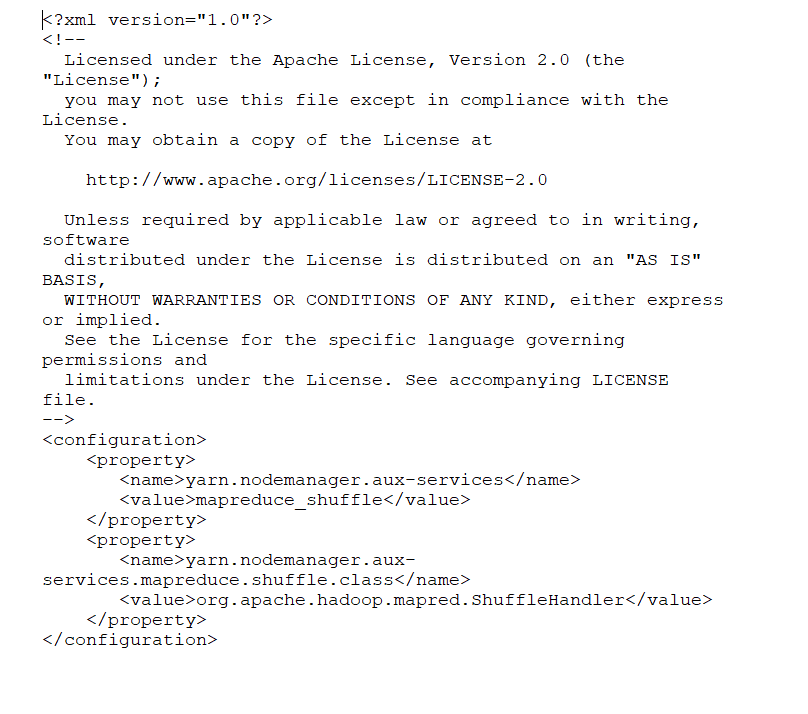 <?xml version="1.0"?>
<!--
  Licensed under the Apache License, Version 2.0 (the
"License");
  you may not use this file except in compliance with the
License.
  You may obtain a copy of the License at

    http://www.apache.org/licenses/LICENSE-2.0

  Unless required by applicable law or agreed to in writing,
software
  distributed under the License is distributed on an "AS IS"
BASIS,
  WITHOUT WARRANTIES OR CONDITIONS OF ANY KIND, either express
or implied.
  See the License for the specific language governing
permissions and
  limitations under the License. See accompanying LICENSE
file.
-->
<configuration>
    <property>
       <name>yarn.nodemanager.aux-services</name>
       <value>mapreduce_shuffle</value>
    </property>
    <property>
       <name>yarn.nodemanager.aux-
services.mapreduce.shuffle.class</name>
       <value>org.apache.hadoop.mapred.ShuffleHandler</value>
    </property>
</configuration>